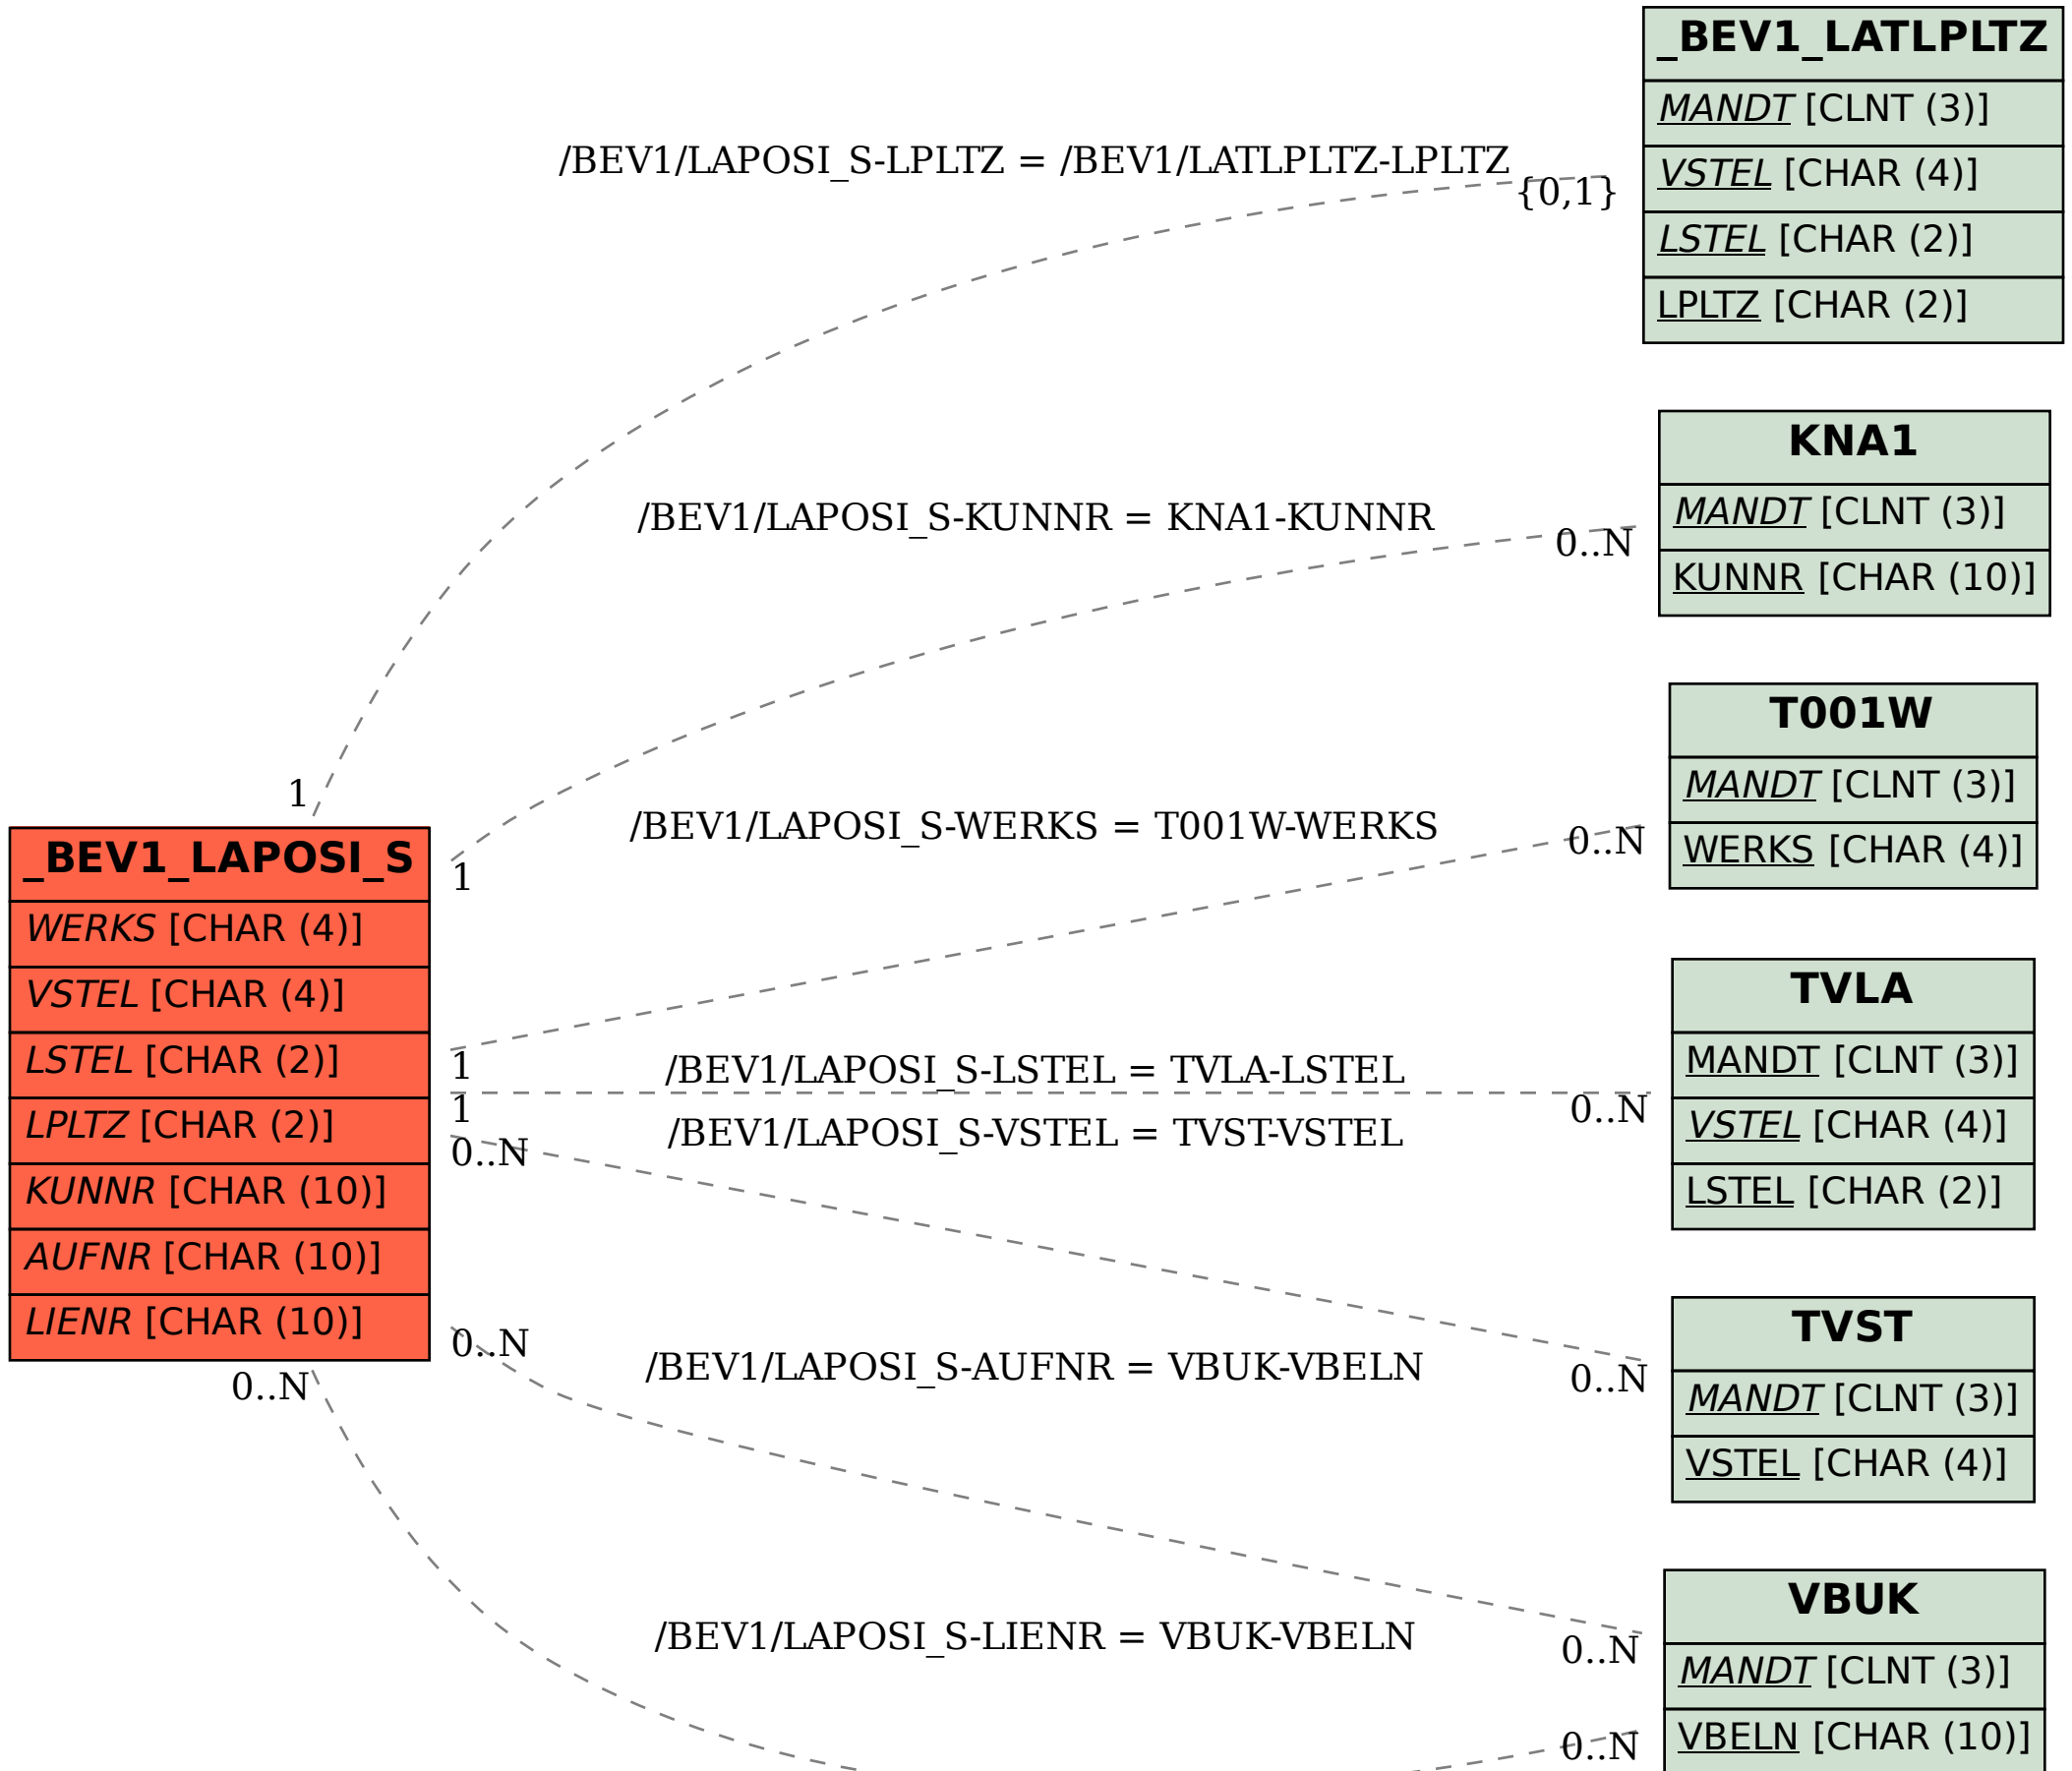 _BEV1_LATLPLTZ
MANDT [CLNT (3)]
VSTEL [CHAR (4)]
LSTEL [CHAR (2)]
LPLTZ [CHAR (2)]
/BEV1/LAPOSI_S-LPLTZ = /BEV1/LATLPLTZ-LPLTZ
{0,1}
1
KNA1
MANDT [CLNT (3)]
KUNNR [CHAR (10)]
/BEV1/LAPOSI_S-KUNNR = KNA1-KUNNR
0..N
1
T001W
MANDT [CLNT (3)]
WERKS [CHAR (4)]
/BEV1/LAPOSI_S-WERKS = T001W-WERKS
0..N
1
_BEV1_LAPOSI_S
WERKS [CHAR (4)]
VSTEL [CHAR (4)]
LSTEL [CHAR (2)]
LPLTZ [CHAR (2)]
KUNNR [CHAR (10)]
AUFNR [CHAR (10)]
LIENR [CHAR (10)]
TVLA
MANDT [CLNT (3)]
VSTEL [CHAR (4)]
LSTEL [CHAR (2)]
/BEV1/LAPOSI_S-LSTEL = TVLA-LSTEL
1
0..N
/BEV1/LAPOSI_S-VSTEL = TVST-VSTEL
0..N
0..N
TVST
MANDT [CLNT (3)]
VSTEL [CHAR (4)]
/BEV1/LAPOSI_S-AUFNR = VBUK-VBELN
0..N
0..N
VBUK
MANDT [CLNT (3)]
VBELN [CHAR (10)]
/BEV1/LAPOSI_S-LIENR = VBUK-VBELN
0..N
0..N